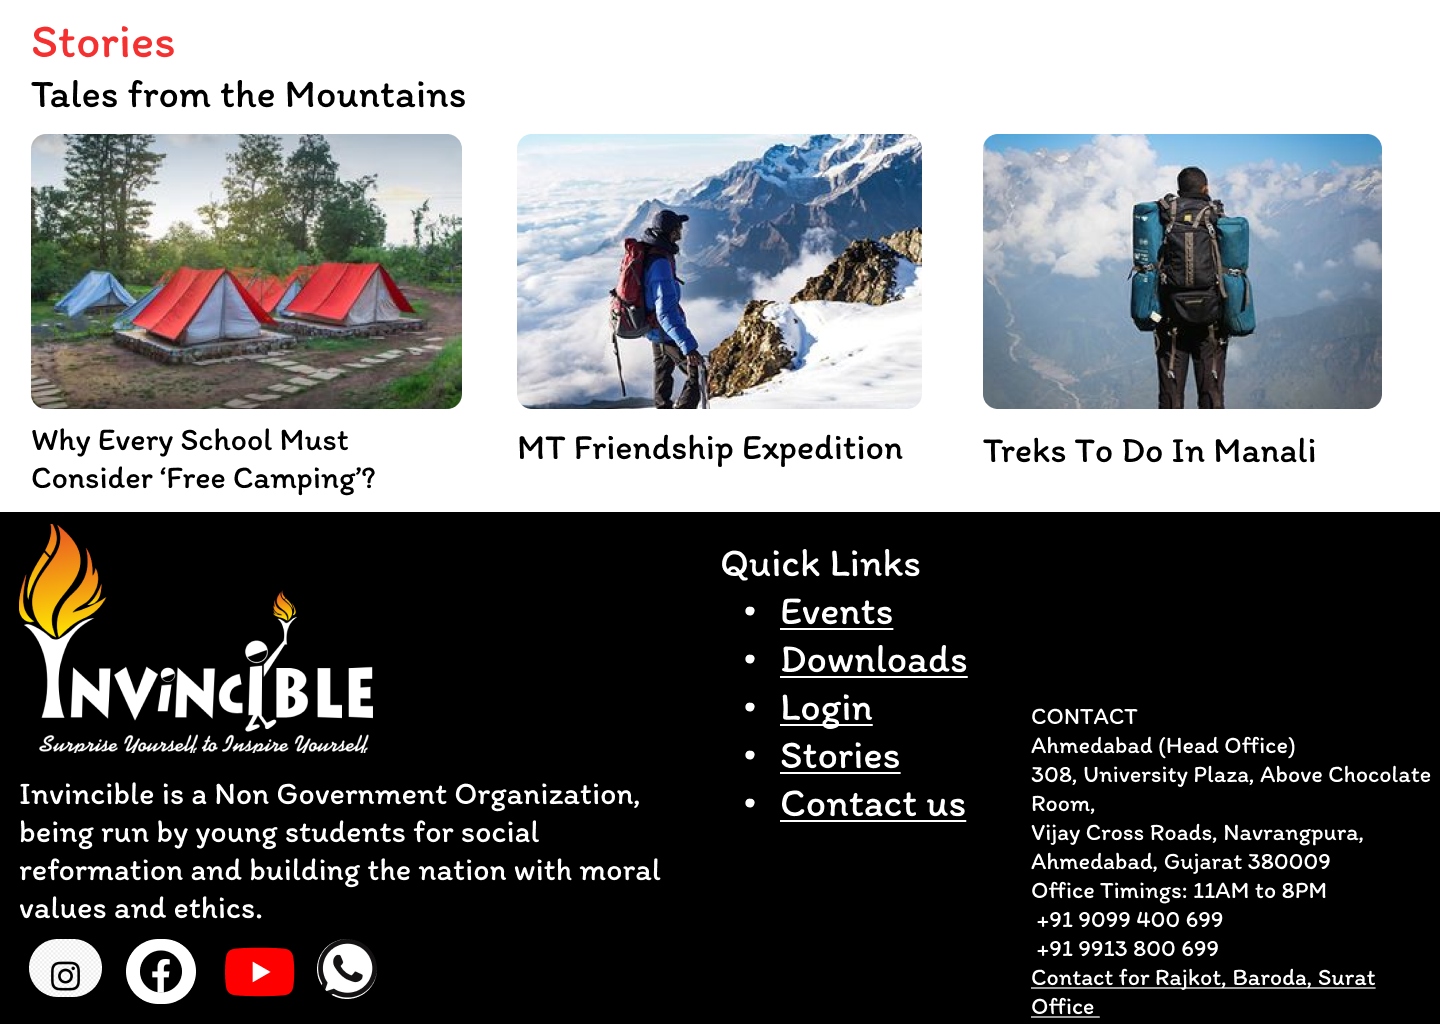 Stories
Tales from the Mountains
Why Every School Must
Consider ‘Free Camping’?
MT Friendship Expedition
Treks To Do In Manali
INVINCIBLE
Surprise Yourself, to Inspire Yourself,
Invincible is a Non Government Organization,
being run by young students for social
reformation and building the nation with moral
values and ethics.
Quick Links
• Events
• Downloads
• Login
• Stories
• Contact us
CONTACT
Ahmedabad (Head Office)
308, University Plaza, Above Chocolate
Room,
Vijay Cross Roads, Navrangpura,
Ahmedabad, Gujarat 380009
Office Timings: 11AM to 8PM
+91 9099 400 699
+91 9913 800 699
Contact for Rajkot, Baroda, Surat
Office